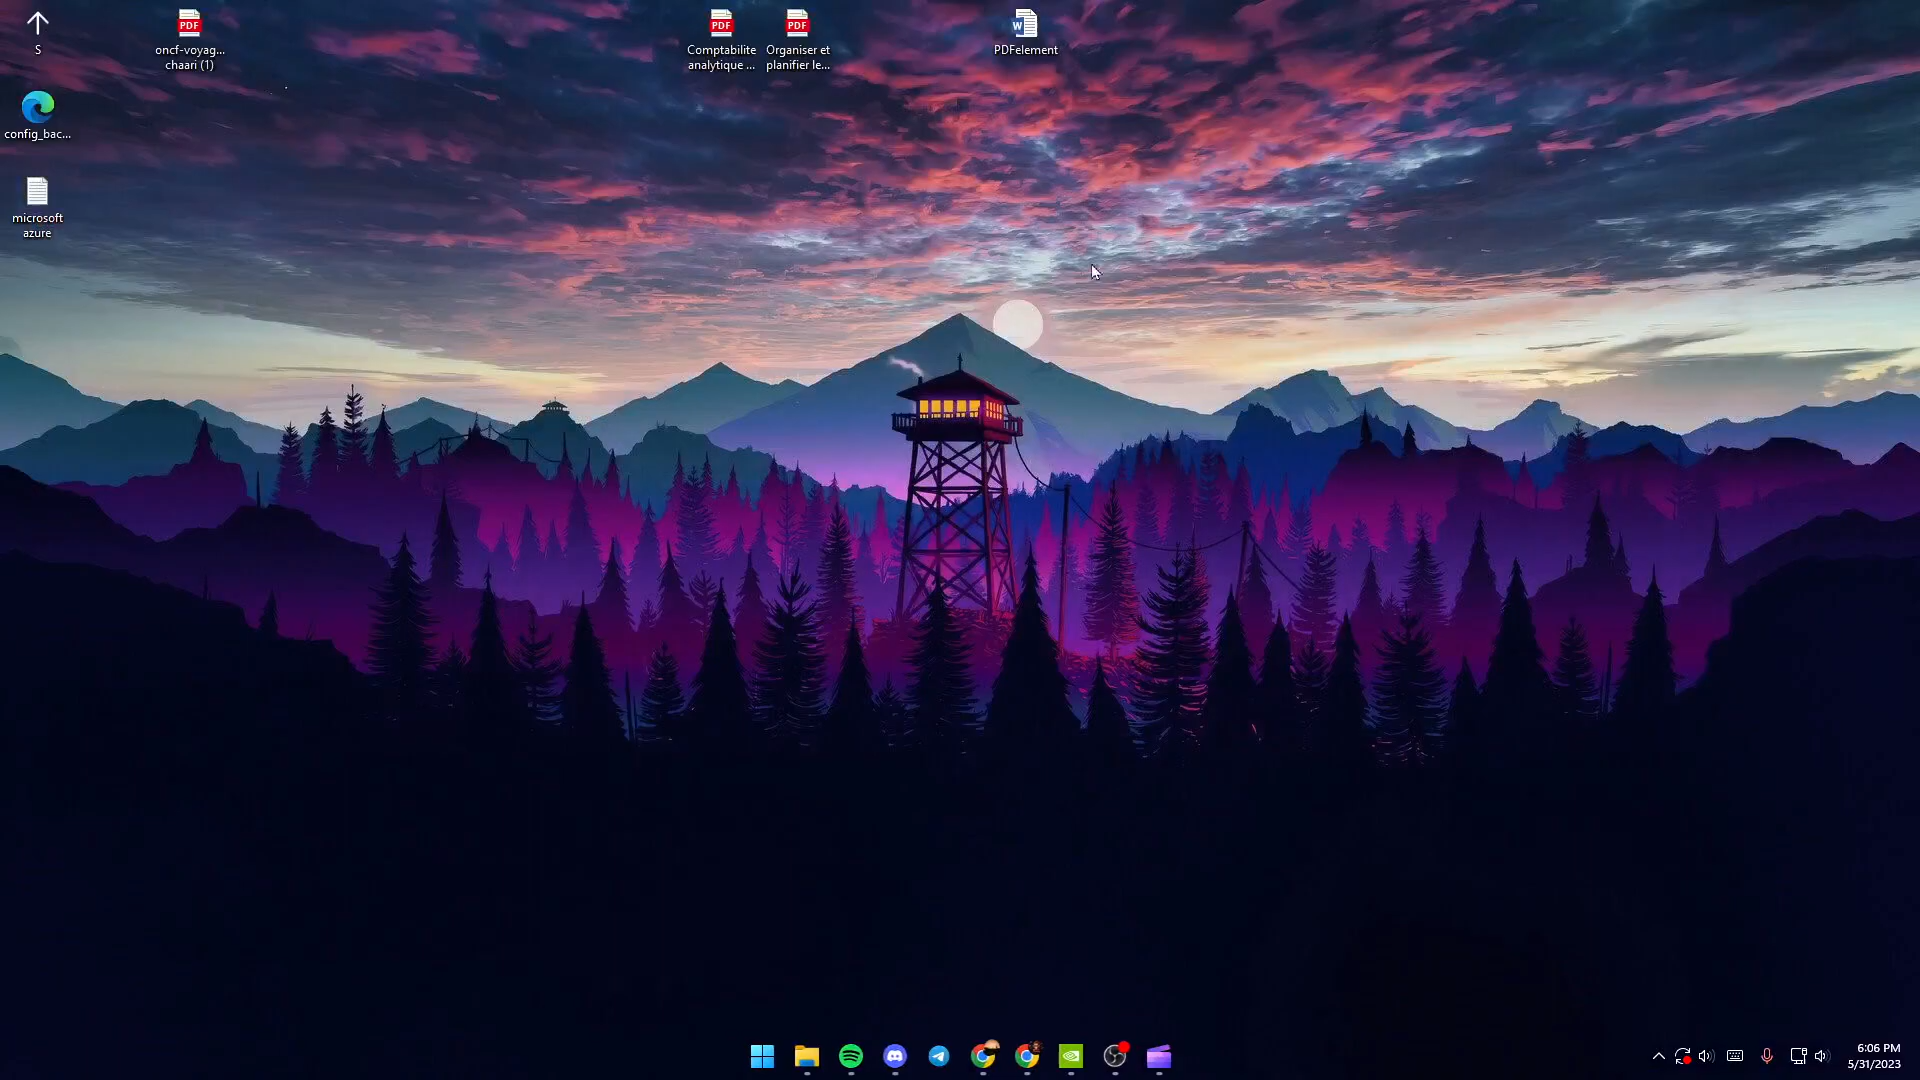 S
oncf-voyag...
chaari (1)
Comptabilite
analytique ...
Organiser et
planifier le...
PDFelement
config_bac...
microsoft
azure
PDF
PDF
PDF
W
6:06 PM
5/31/2023